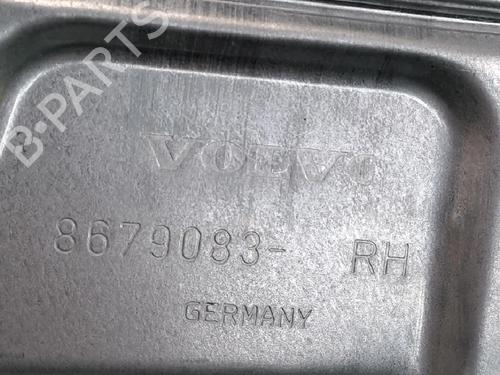 B-PARTS
VOLVO
8679083- RH
GERMANY